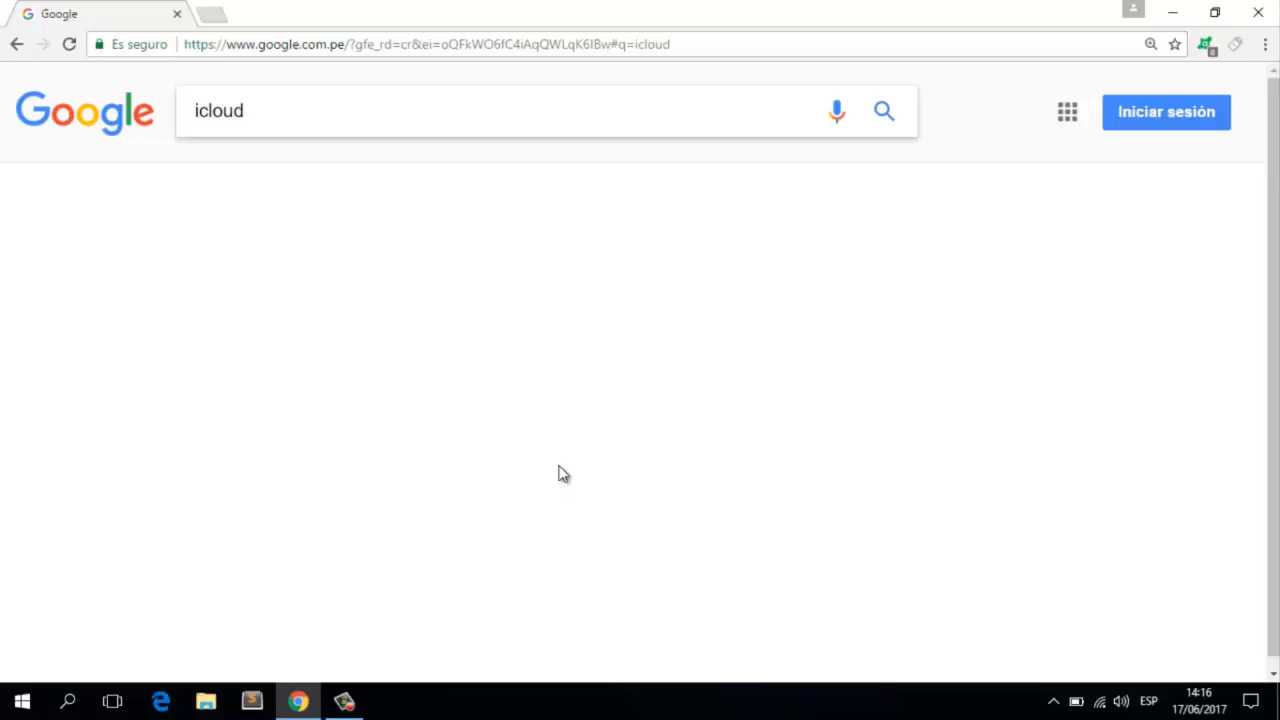 Google
Es seguro
https://www.google.com.pe/?gfe_rd=cr&ei=oQFkWO6fC4iAqQWLqK6IBw#q=icloud
0
Google
icloud
Iniciar sesión
S
ESP
14:16
17/06/2017